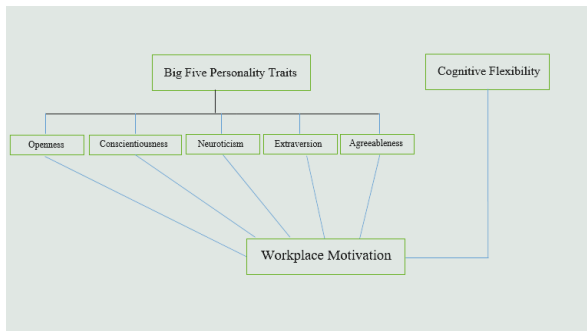 Big Five Personality Traits
Cognitive Flexibility
Openness
Conscientiousness
Neuroticism
Extraversion
Agreeableness
Workplace Motivation